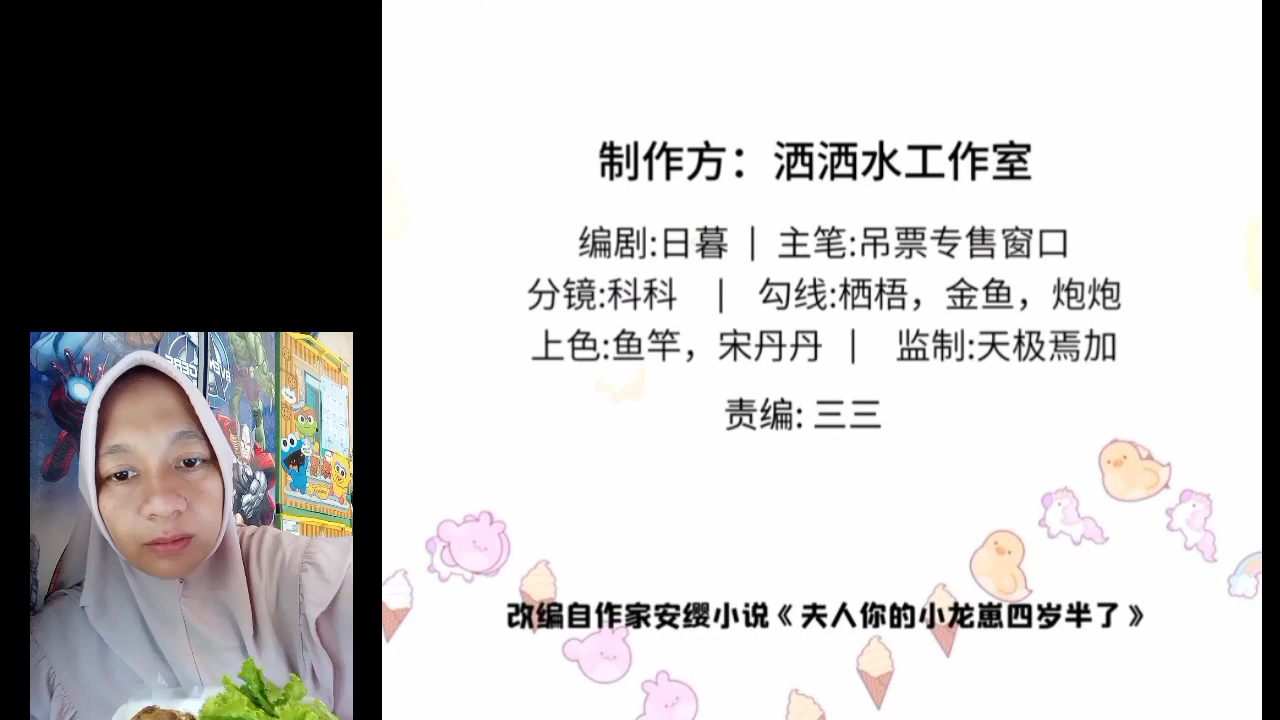 制作方：洒洒水工作室
编剧:日暮 | 主笔:吊票专售窗口
分镜:科科 | 勾线:栖梧，金鱼，炮炮
上色:鱼竿，宋丹丹 | 监制:天极焉加
责编: 三三
改编自作家安缨小说《夫人你的小龙崽四岁半了》